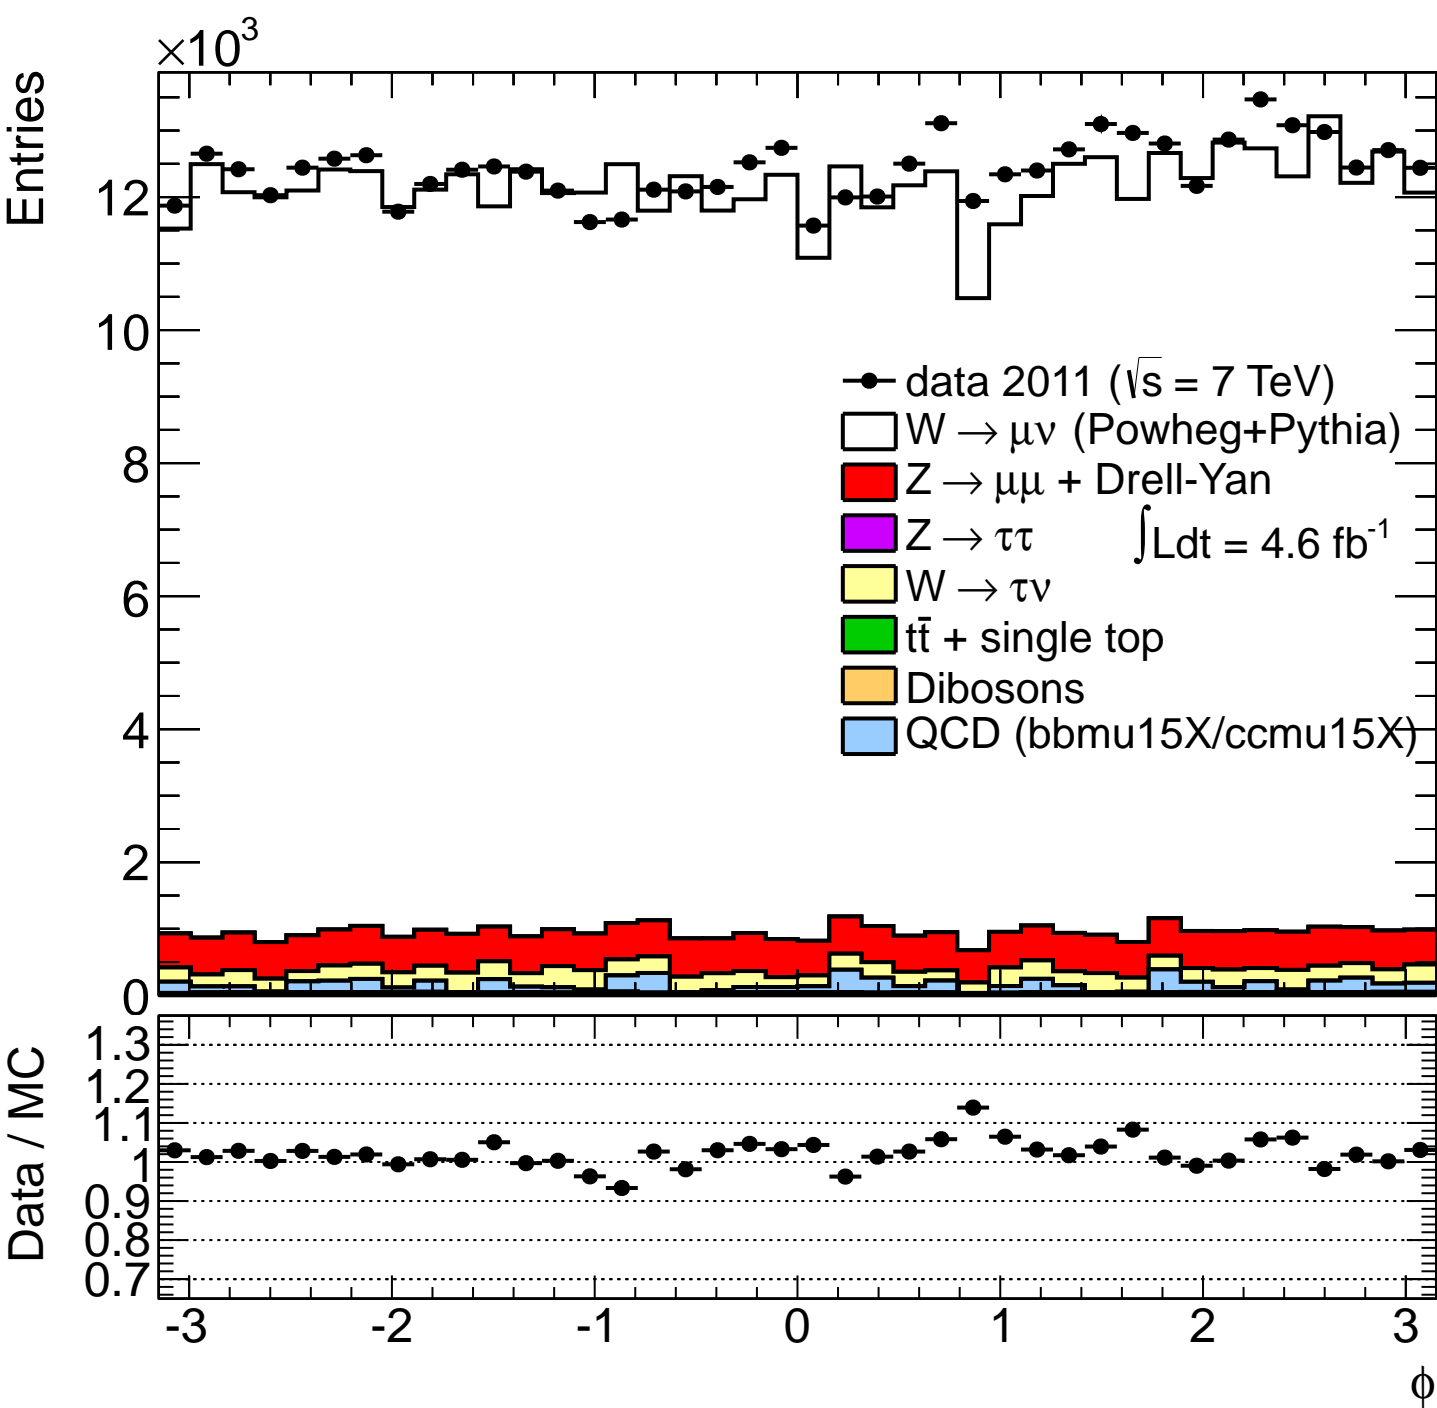 ×10³
Entries
12
10
8
6
4
2
0
data 2011 (√s = 7 TeV)
W → μν (Powheg+Pythia)
Z → μμ + Drell-Yan
Z → ττ
∫Ldt = 4.6 fb⁻¹
W → τν
tt̄ + single top
Dibosons
QCD (bbmu15X/ccmu15X)
Data / MC
1.3
1.2
1.1
1
0.9
0.8
0.7
-3 -2 -1 0 1 2 3
ϕ